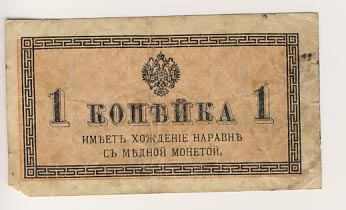 1 КОПѢЙКА 1
ИМѢЕТЪ ХОЖДЕНІЕ НАРАВНѢ
СЪ МѢДНОЙ МОНЕТОЙ.